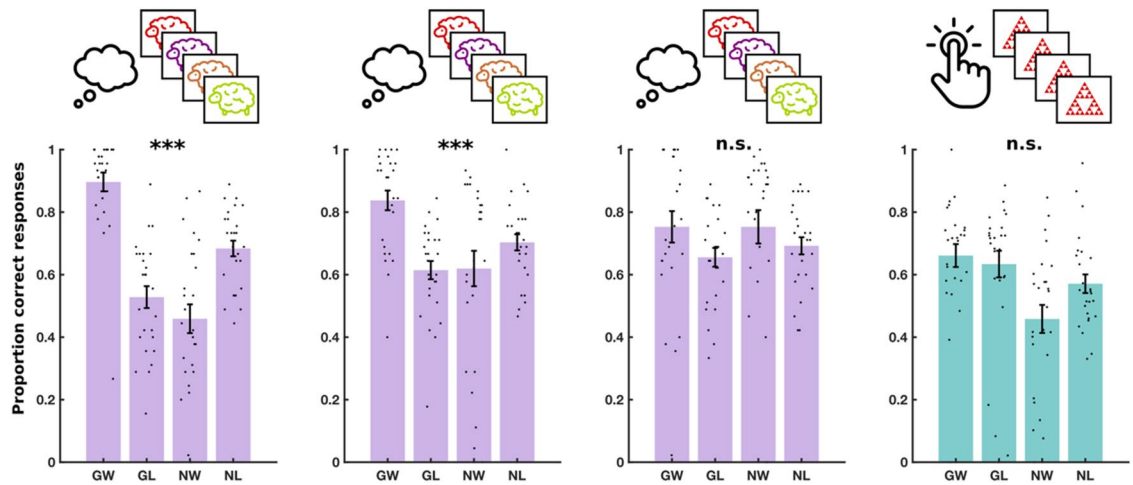 *** *** n.s. n.s.
Proportion correct responses
1 1 1 1
0.8 0.8 0.8 0.8
0.6 0.6 0.6 0.6
0.4 0.4 0.4 0.4
0.2 0.2 0.2 0.2
0 0 0 0
GW GL NW NL GW GL NW NL GW GL NW NL GW GL NW NL